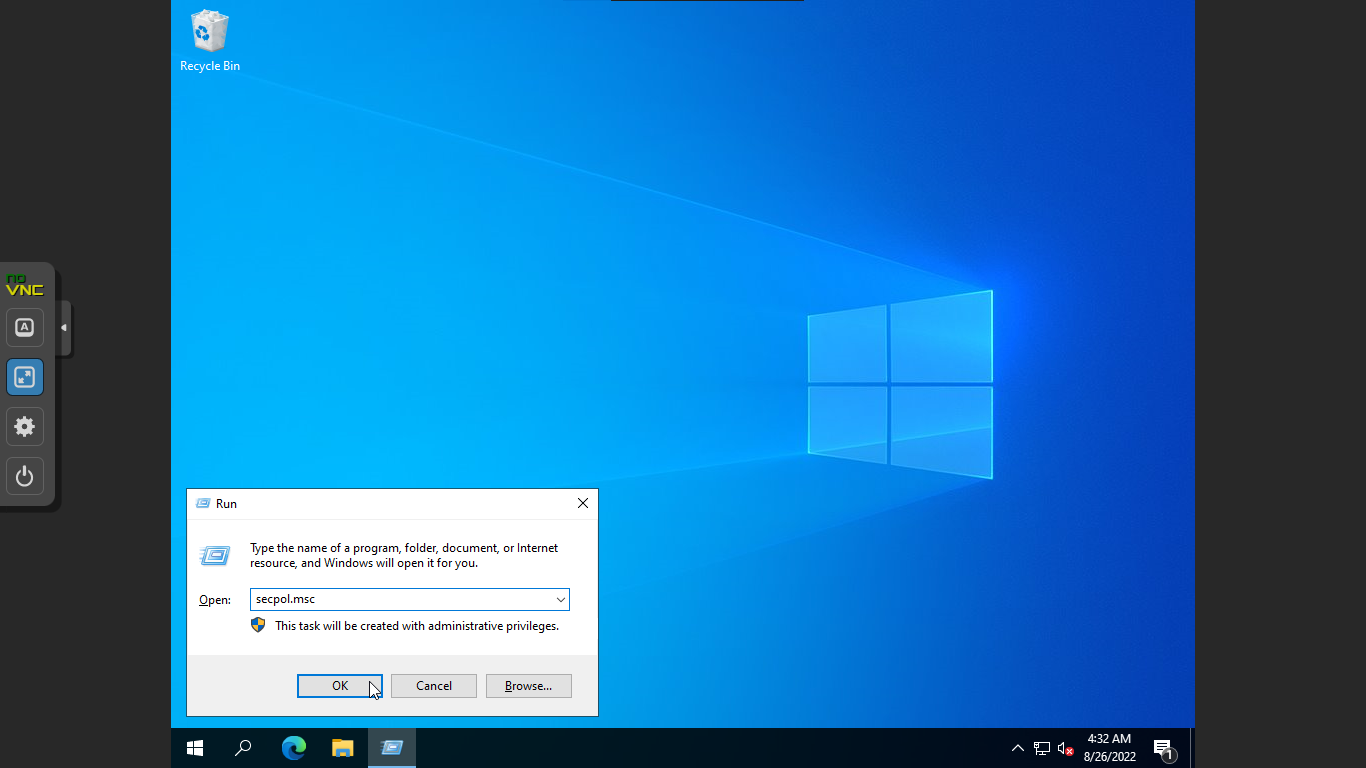 Recycle Bin
no
VNC
A
Run
Type the name of a program, folder, document, or Internet
resource, and Windows will open it for you.
Open:
secpol.msc
This task will be created with administrative privileges.
OK
Cancel
Browse...
4:32 AM
8/26/2022
1